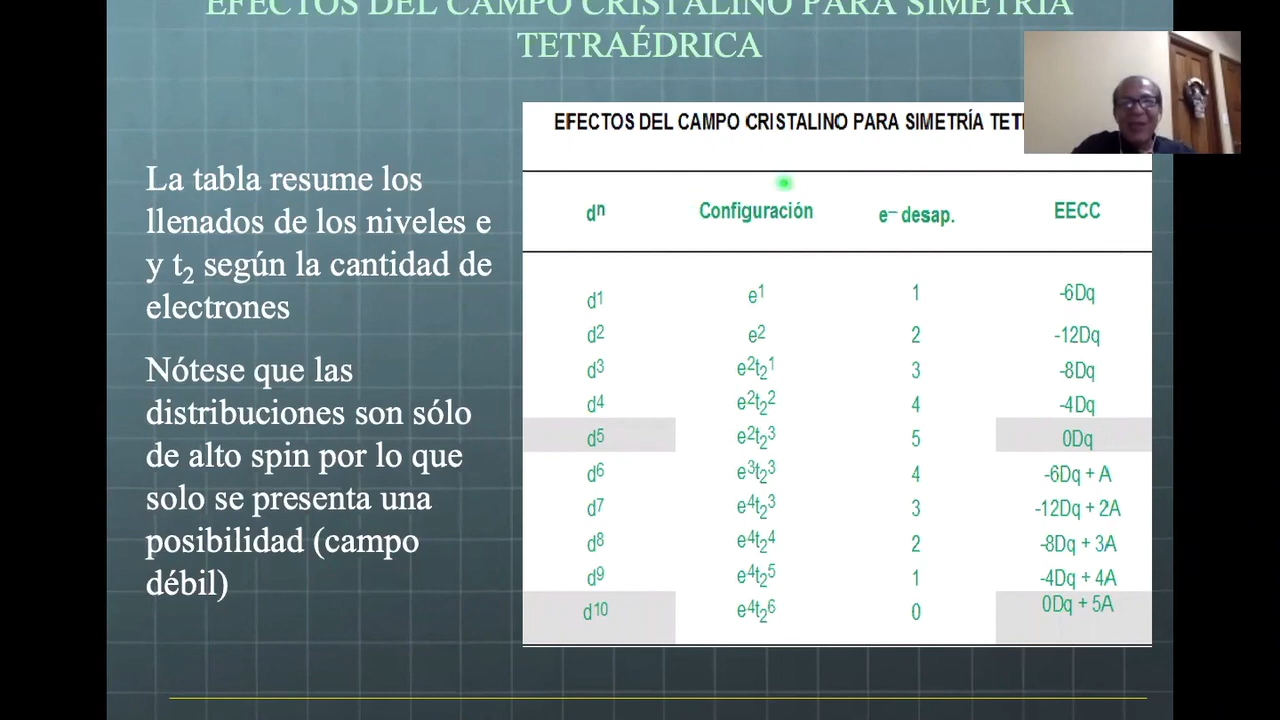 EFECTOS DEL CAMPO CRISTALINO PARA SIMETRÍA
TETRAÉDRICA
La tabla resume los
llenados de los niveles e
y t₂ según la cantidad de
electrones
Nótese que las
distribuciones son sólo
de alto spin por lo que
solo se presenta una
posibilidad (campo
débil)
EFECTOS DEL CAMPO CRISTALINO PARA SIMETRÍA
dⁿ Configuración e⁻ desap. EECC
d¹ e¹ 1 -6Dq
d² e² 2 -12Dq
d³ e²t₂¹ 3 -8Dq
d⁴ e²t₂² 4 -4Dq
d⁵ e²t₂³ 5 0Dq
d⁶ e³t₂³ 4 -6Dq + A
d⁷ e⁴t₂³ 3 -12Dq + 2A
d⁸ e⁴t₂⁴ 2 -8Dq + 3A
d⁹ e⁴t₂⁵ 1 -4Dq + 4A
d¹⁰ e⁴t₂⁶ 0 0Dq + 5A